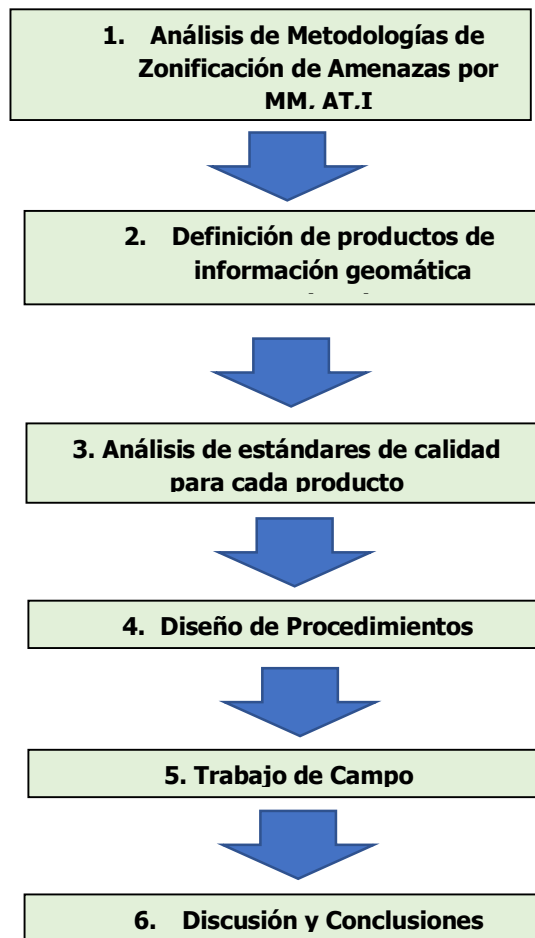 1. Análisis de Metodologías de
Zonificación de Amenazas por
MM. AT.I
2. Definición de productos de
información geomática
3. Análisis de estándares de calidad
para cada producto
4. Diseño de Procedimientos
5. Trabajo de Campo
6. Discusión y Conclusiones